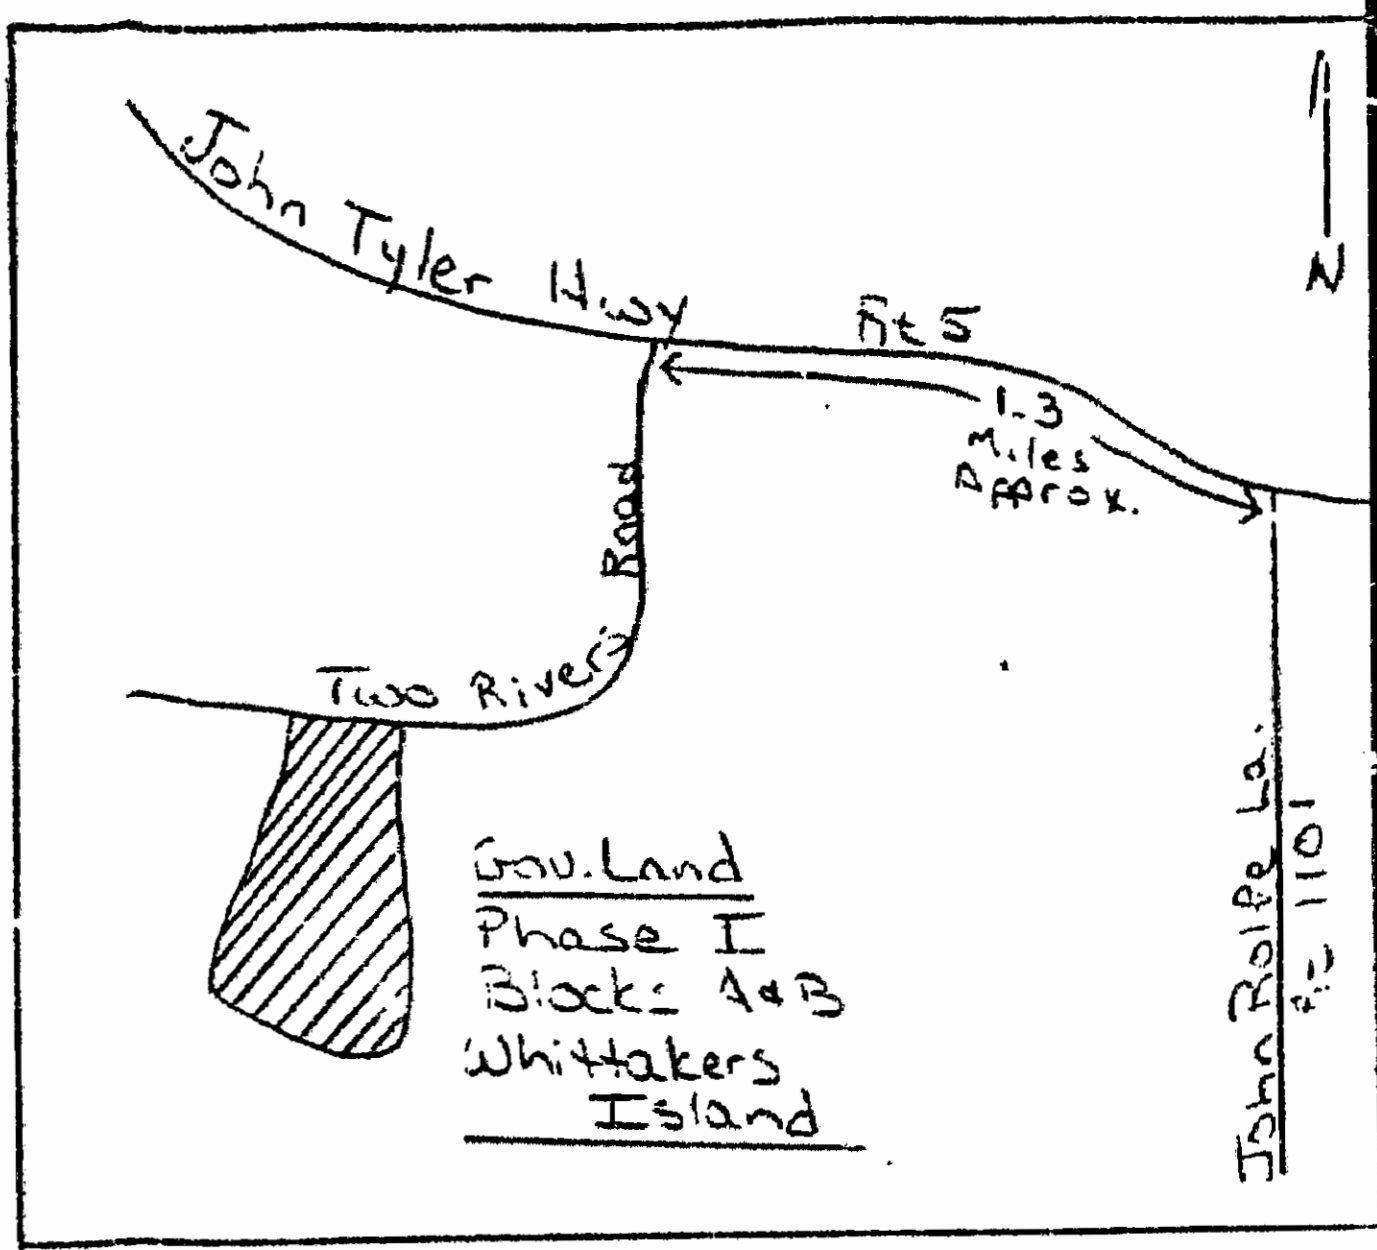 John Tyler Hwy
Rt 5
N
1.3
Miles
Approx.
Two Rivers Road
Gov. Land
Phase I
Blocks A & B
Whittakers
Island
John Rolfe La.
Rt 1101